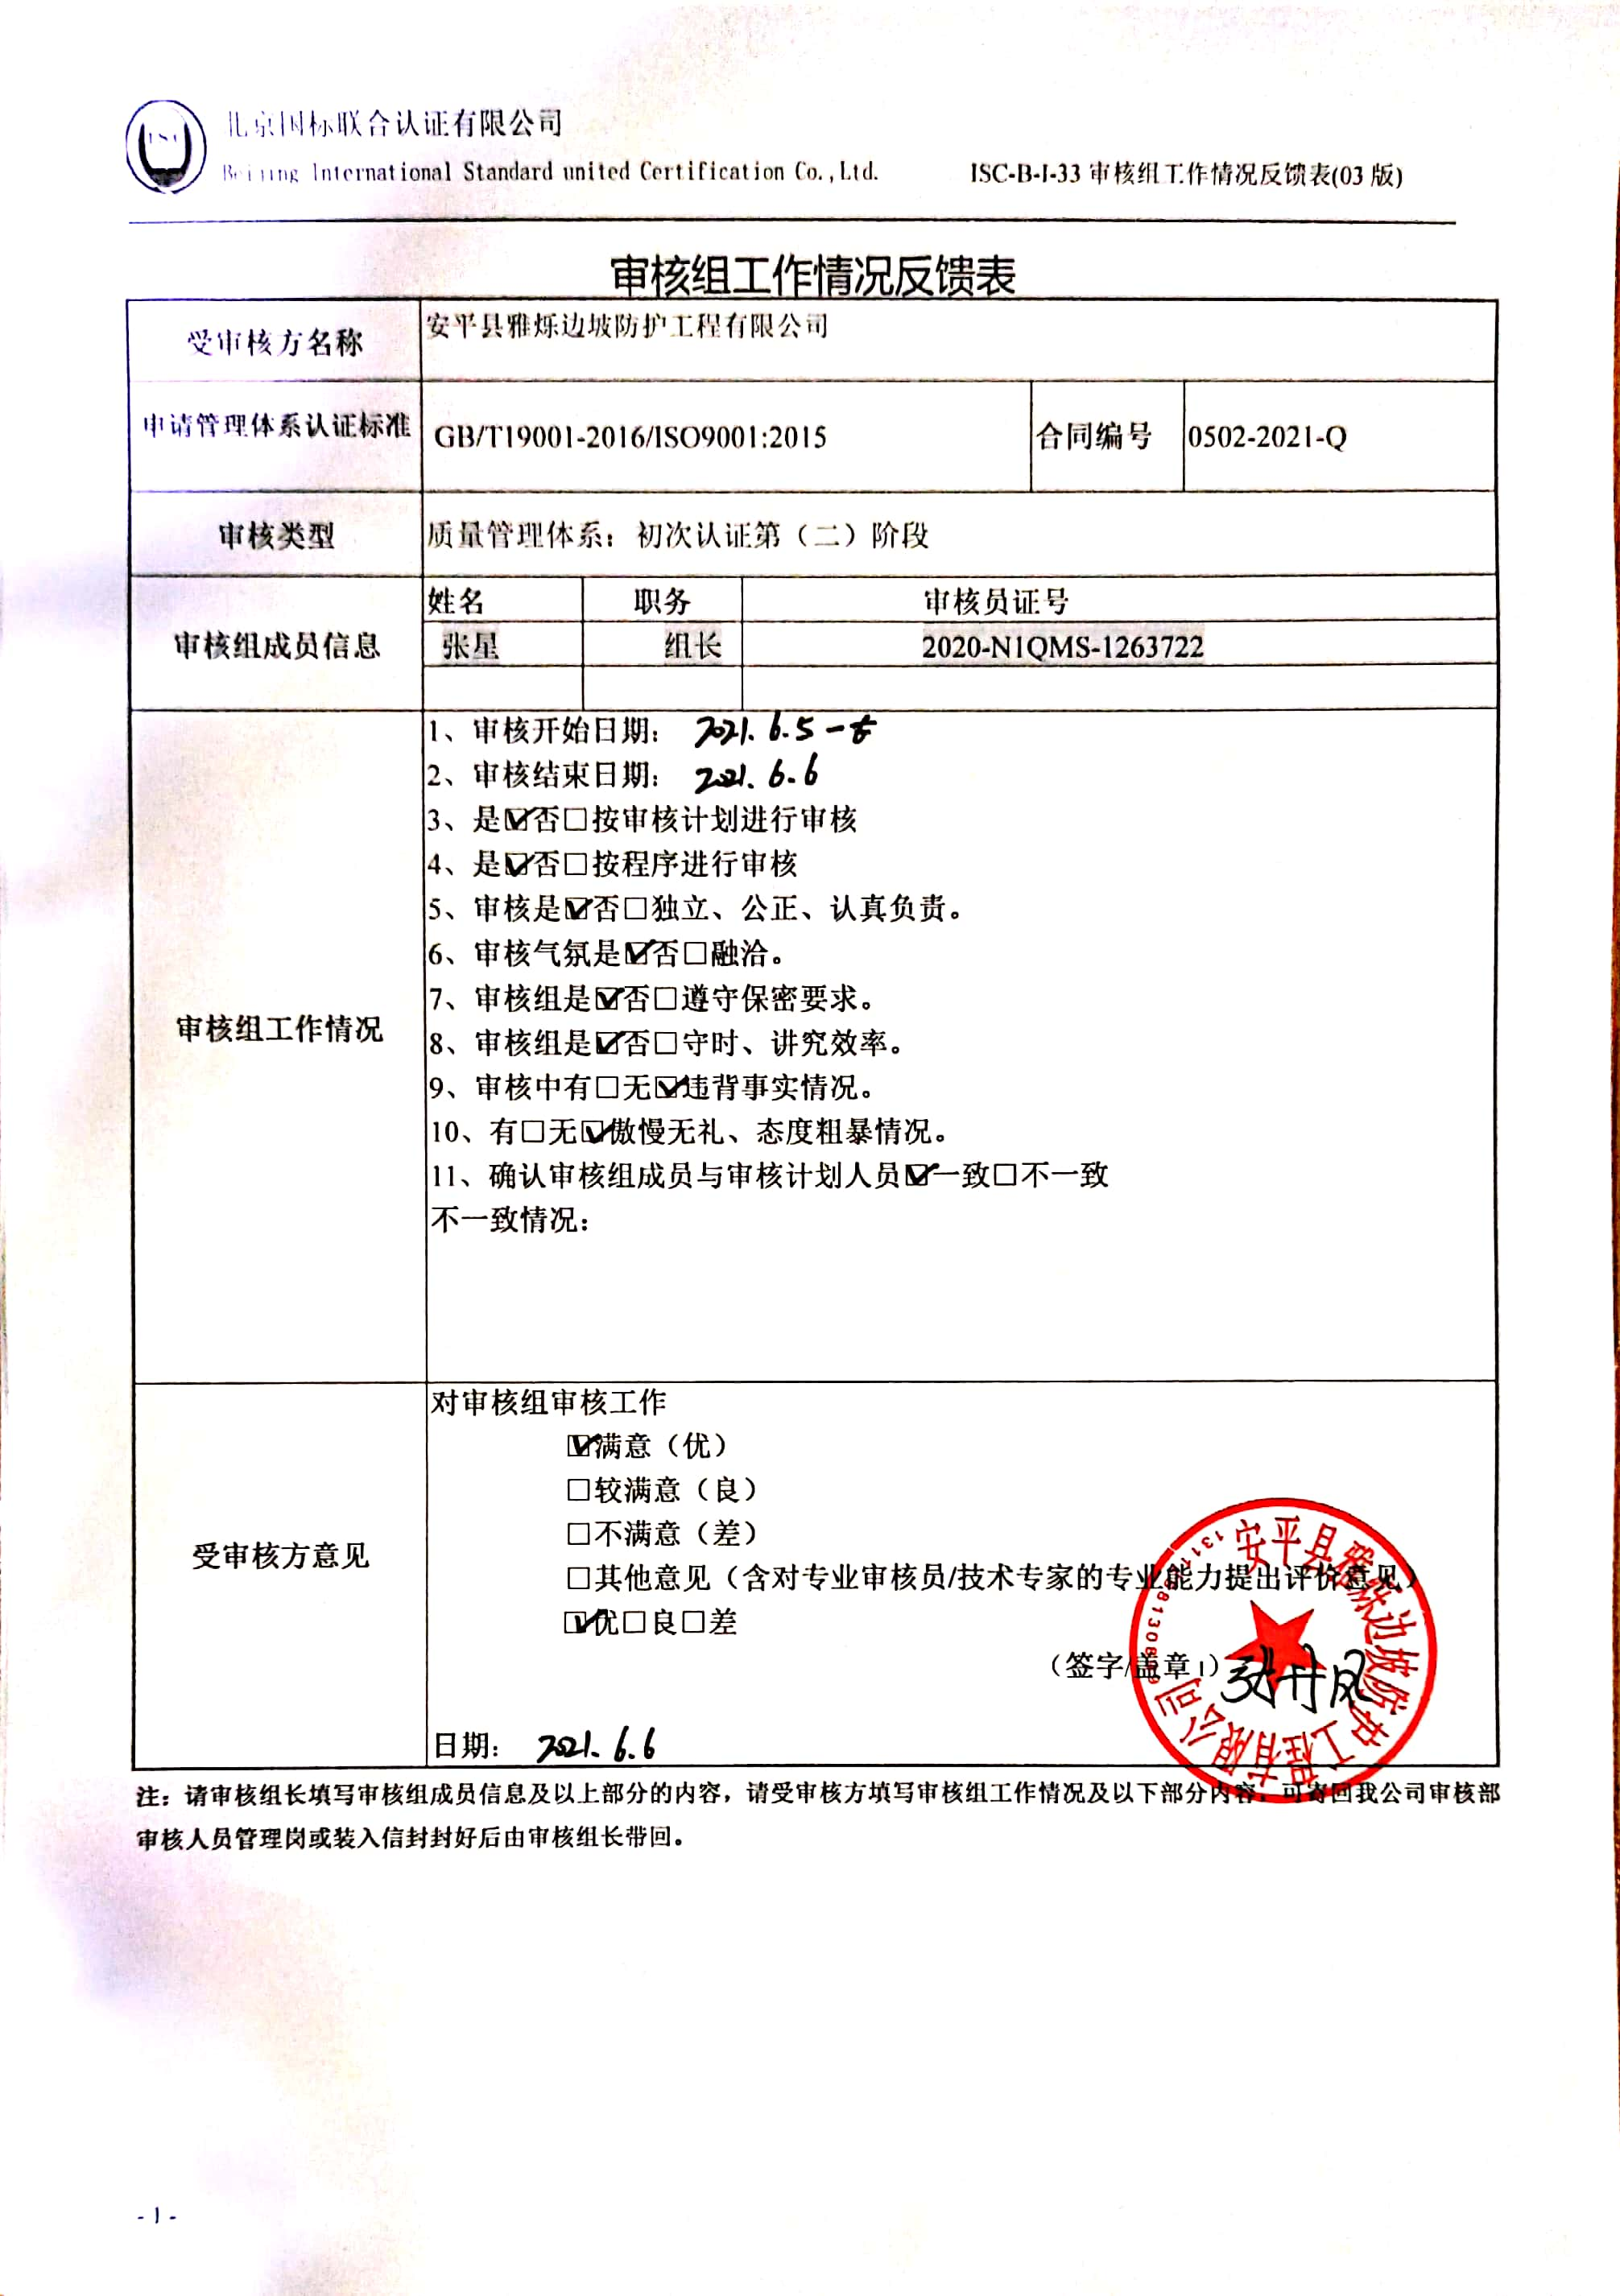 北京国标联合认证有限公司
Beijing International Standard united Certification Co.,Ltd.
ISC-B-I-33 审核组工作情况反馈表(03 版)
审核组工作情况反馈表
受审核方名称 安平县雅烁边坡防护工程有限公司
申请管理体系认证标准 GB/T19001-2016/ISO9001:2015 合同编号 0502-2021-Q
审核类型 质量管理体系：初次认证第（二）阶段
审核组成员信息
姓名 职务 审核员证号
张星 组长 2020-N1QMS-1263722
审核组工作情况
1、审核开始日期： 2021.6.5
2、审核结束日期： 2021.6.6
3、是☑否□按审核计划进行审核
4、是☑否□按程序进行审核
5、审核是☑否□独立、公正、认真负责。
6、审核气氛是☑否□融洽。
7、审核组是☑否□遵守保密要求。
8、审核组是☑否□守时、讲究效率。
9、审核中有□无☑违背事实情况。
10、有□无☑傲慢无礼、态度粗暴情况。
11、确认审核组成员与审核计划人员☑一致□不一致
不一致情况：
受审核方意见
对审核组审核工作
☑满意（优）
□较满意（良）
□不满意（差）
□其他意见（含对专业审核员/技术专家的专业能力提出评价意见）
☑优□良□差
（签字/盖章）
安平县雅烁边坡防护工程有限公司
日期： 2021.6.6
注：请审核组长填写审核组成员信息及以上部分的内容，请受审核方填写审核组工作情况及以下部分内容，可寄回我公司审核部
审核人员管理岗或装入信封封好后由审核组长带回。
- 1 -